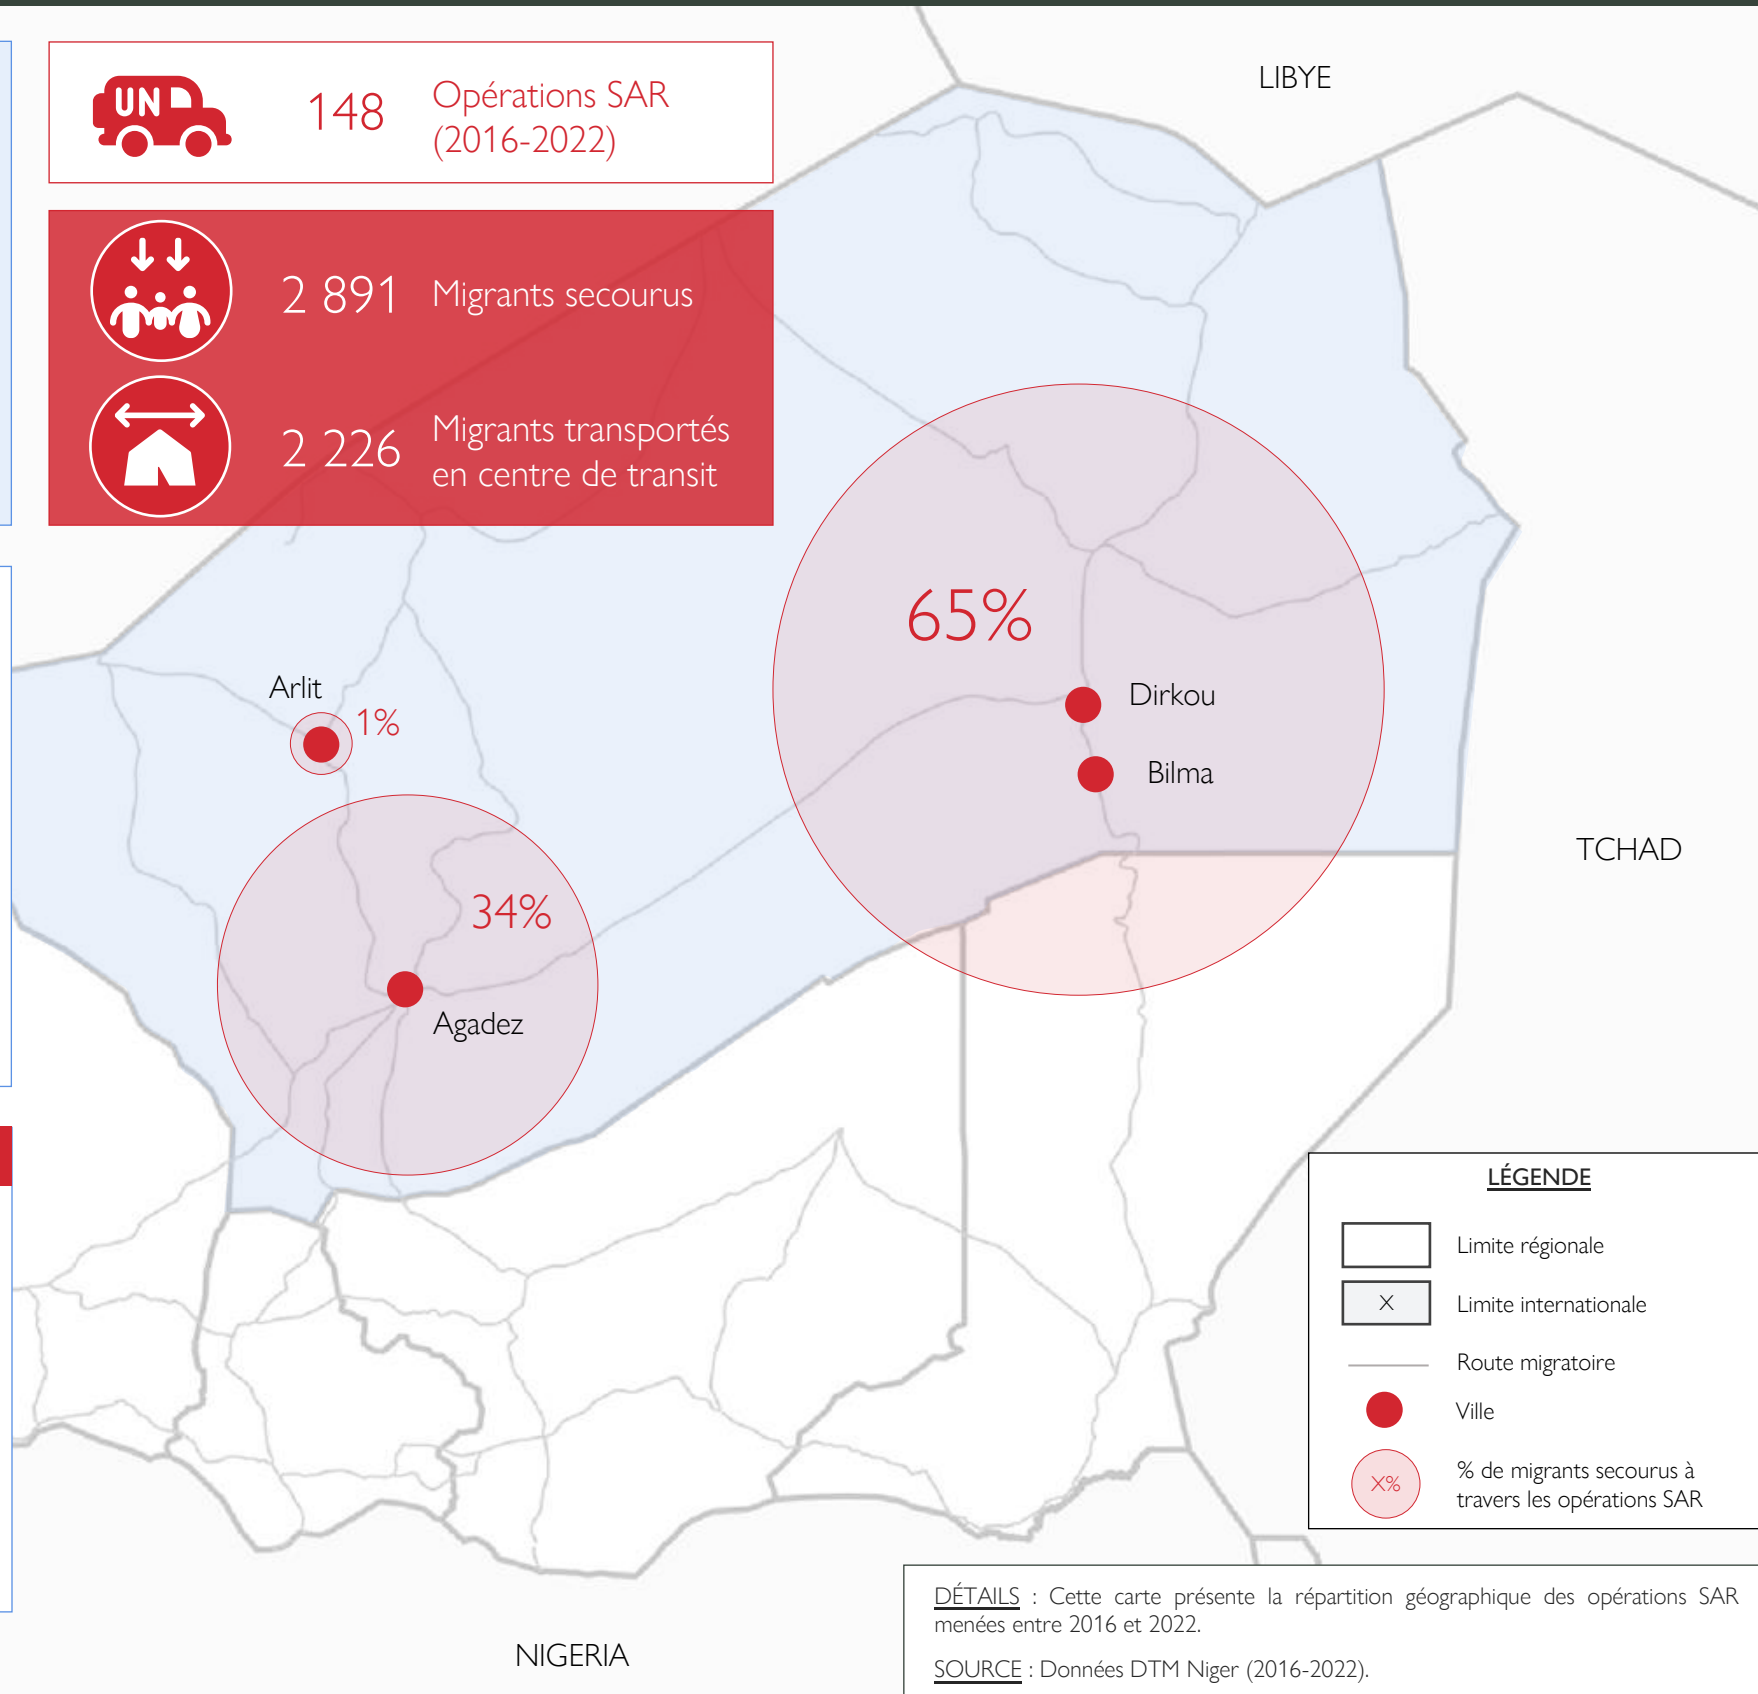 UN
148
Opérations SAR
(2016-2022)
2 891
Migrants secourus
2 226
Migrants transportés
en centre de transit
LIBYE
65%
Dirkou
Bilma
Arlit
1%
34%
Agadez
TCHAD
NIGERIA
LÉGENDE
Limite régionale
X
Limite internationale
Route migratoire
Ville
X%
% de migrants secourus à
travers les opérations SAR
DÉTAILS : Cette carte présente la répartition géographique des opérations SAR
menées entre 2016 et 2022.
SOURCE : Données DTM Niger (2016-2022).